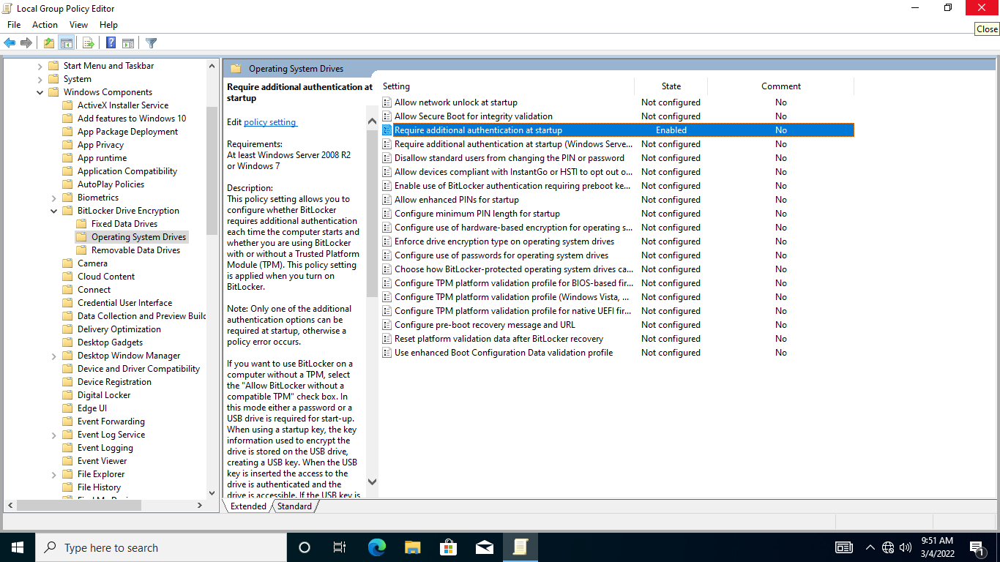 Local Group Policy Editor
Close
File Action View Help
Start Menu and Taskbar
System
Windows Components
ActiveX Installer Service
Add features to Windows 10
App Package Deployment
App Privacy
App runtime
Application Compatibility
AutoPlay Policies
Biometrics
BitLocker Drive Encryption
Fixed Data Drives
Operating System Drives
Removable Data Drives
Camera
Cloud Content
Connect
Credential User Interface
Data Collection and Preview Builc
Delivery Optimization
Desktop Gadgets
Desktop Window Manager
Device and Driver Compatibility
Device Registration
Digital Locker
Edge UI
Event Forwarding
Event Log Service
Event Logging
Event Viewer
File Explorer
File History
Operating System Drives
Require additional authentication at
startup
Edit policy setting
Requirements:
At least Windows Server 2008 R2
or Windows 7
Description:
This policy setting allows you to
configure whether BitLocker
requires additional authentication
each time the computer starts and
whether you are using BitLocker
with or without a Trusted Platform
Module (TPM). This policy setting
is applied when you turn on
BitLocker.
Note: Only one of the additional
authentication options can be
required at startup, otherwise a
policy error occurs.
If you want to use BitLocker on a
computer without a TPM, select
the "Allow BitLocker without a
compatible TPM" check box. In
this mode either a password or a
USB drive is required for start-up.
When using a startup key, the key
information used to encrypt the
drive is stored on the USB drive,
creating a USB key. When the USB
key is inserted the access to the
drive is authenticated and the
drive is accessible. If the USB key is
Setting State Comment
Allow network unlock at startup Not configured No
Allow Secure Boot for integrity validation Not configured No
Require additional authentication at startup Enabled No
Require additional authentication at startup (Windows Serve... Not configured No
Disallow standard users from changing the PIN or password Not configured No
Allow devices compliant with InstantGo or HSTI to opt out o... Not configured No
Enable use of BitLocker authentication requiring preboot ke... Not configured No
Allow enhanced PINs for startup Not configured No
Configure minimum PIN length for startup Not configured No
Configure use of hardware-based encryption for operating s... Not configured No
Enforce drive encryption type on operating system drives Not configured No
Configure use of passwords for operating system drives Not configured No
Choose how BitLocker-protected operating system drives ca... Not configured No
Configure TPM platform validation profile for BIOS-based fir... Not configured No
Configure TPM platform validation profile (Windows Vista, ... Not configured No
Configure TPM platform validation profile for native UEFI fir... Not configured No
Configure pre-boot recovery message and URL Not configured No
Reset platform validation data after BitLocker recovery Not configured No
Use enhanced Boot Configuration Data validation profile Not configured No
Extended Standard
Type here to search
9:51 AM
3/4/2022
1